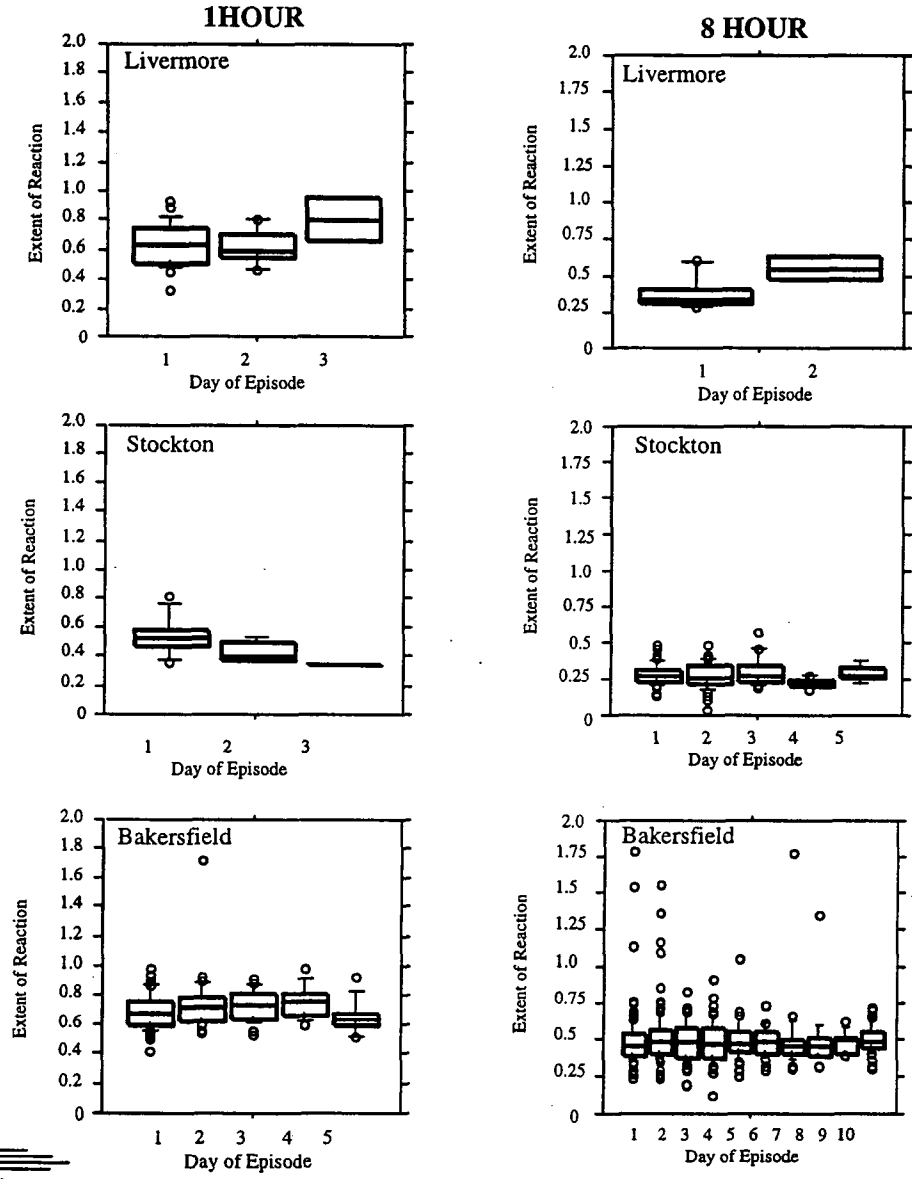 1HOUR
8 HOUR
Livermore
2.0
1.8
1.6
1.4
1.2
1.0
0.8
0.6
0.4
0.2
0
Extent of Reaction
1 2 3
Day of Episode
Livermore
2.0
1.75
1.5
1.25
1.0
0.75
0.5
0.25
0
Extent of Reaction
1 2
Day of Episode
Stockton
2.0
1.8
1.6
1.4
1.2
1.0
0.8
0.6
0.4
0.2
0
Extent of Reaction
1 2 3
Day of Episode
Stockton
2.0
1.75
1.5
1.25
1.0
0.75
0.5
0.25
0
Extent of Reaction
1 2 3 4 5
Day of Episode
Bakersfield
2.0
1.8
1.6
1.4
1.2
1.0
0.8
0.6
0.4
0.2
0
Extent of Reaction
1 2 3 4 5
Day of Episode
Bakersfield
2.0
1.75
1.5
1.25
1.0
0.75
0.5
0.25
0
Extent of Reaction
1 2 3 4 5 6 7 8 9 10
Day of Episode